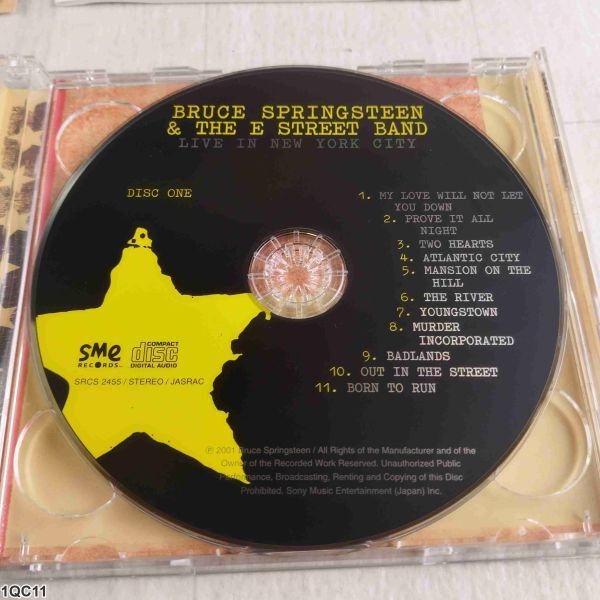 BRUCE SPRINGSTEEN
& THE E STREET BAND
LIVE IN NEW YORK CITY
DISC ONE
1. MY LOVE WILL NOT LET
YOU DOWN
2. PROVE IT ALL
NIGHT
3. TWO HEARTS
4. ATLANTIC CITY
5. MANSION ON THE
HILL
6. THE RIVER
7. YOUNGSTOWN
8. MURDER
INCORPORATED
9. BADLANDS
10. OUT IN THE STREET
11. BORN TO RUN
sme
RECORDS
COMPACT
disc
DIGITAL AUDIO
SRCS 2455 / STEREO / JASRAC
℗ 2001 Bruce Springsteen / All Rights of the Manufacturer and of the
Owner of the Recorded Work Reserved. Unauthorized Public
Performance, Broadcasting, Renting and Copying of this Disc
Prohibited. Sony Music Entertainment (Japan) Inc.
1QC11